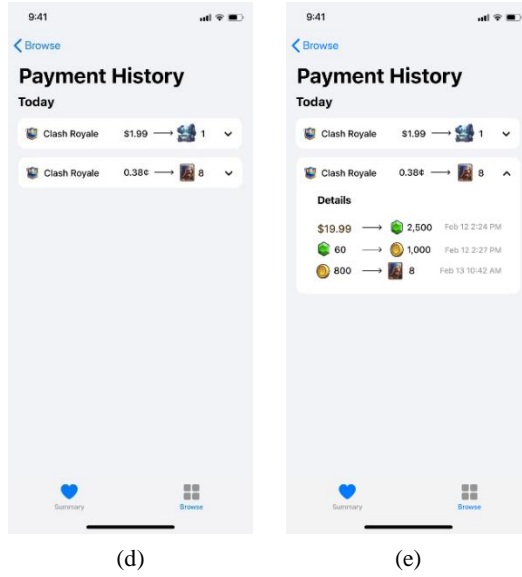 9:41
Browse
Payment History
Today
Clash Royale $1.99 → 1
Clash Royale 0.38¢ → 8
Summary
Browse
(d)
9:41
Browse
Payment History
Today
Clash Royale $1.99 → 1
Clash Royale 0.38¢ → 8
Details
$19.99 → 2,500 Feb 12 2:24 PM
60 → 1,000 Feb 12 2:27 PM
800 → 8 Feb 13 10:42 AM
Summary
Browse
(e)